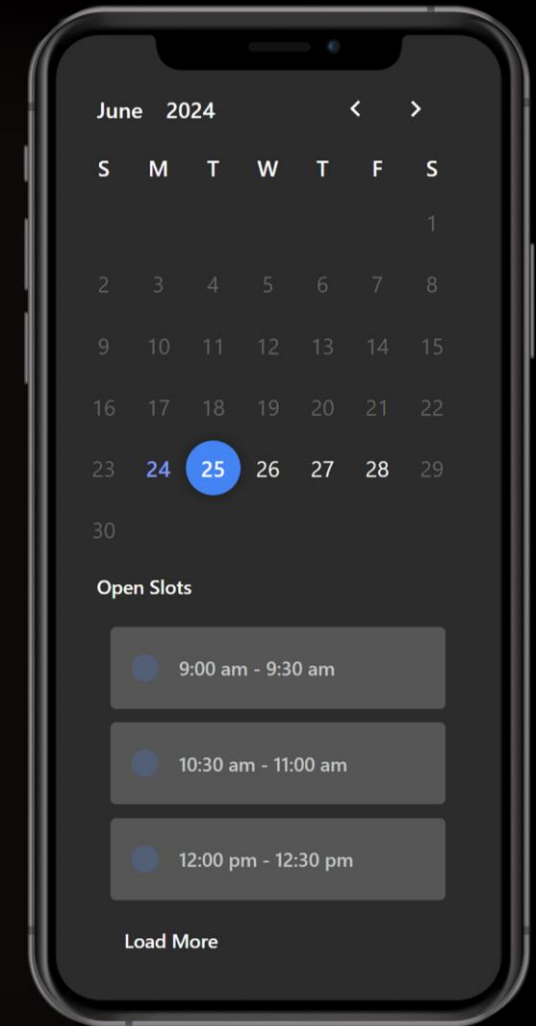 June 2024 < >
S M T W T F S
1
2 3 4 5 6 7 8
9 10 11 12 13 14 15
16 17 18 19 20 21 22
23 24 25 26 27 28 29
30
Open Slots
9:00 am - 9:30 am
10:30 am - 11:00 am
12:00 pm - 12:30 pm
Load More